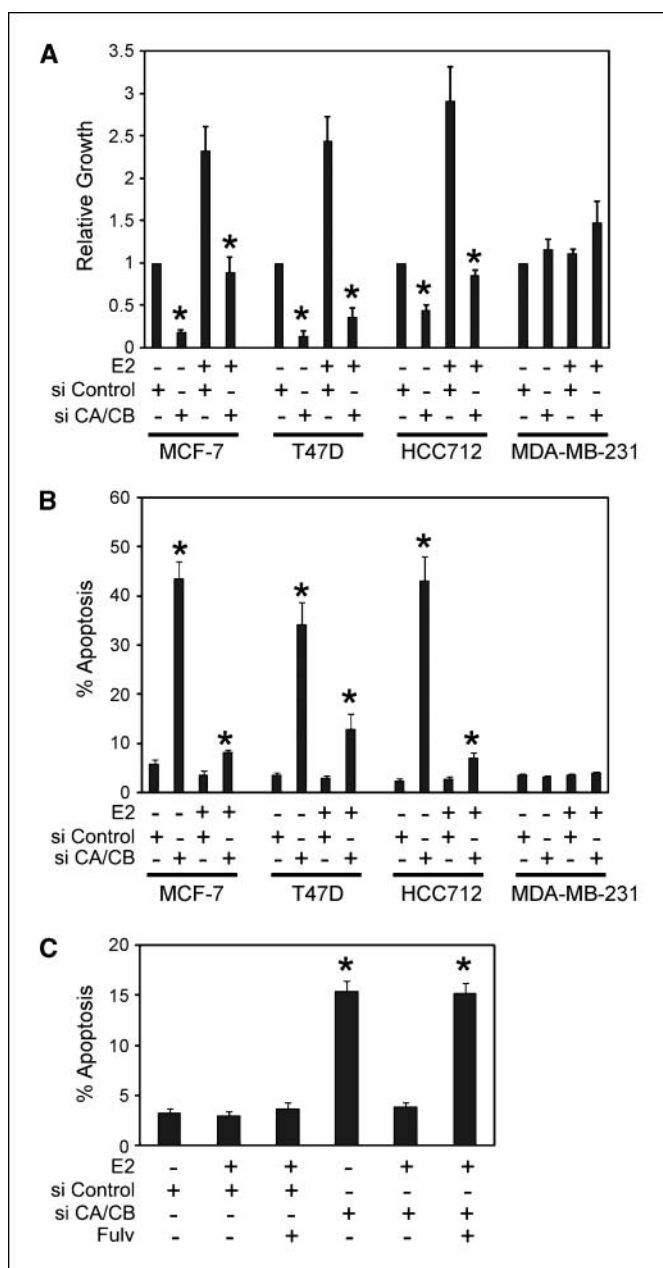 A
3.5
3
2.5
2
1.5
1
0.5
0
Relative Growth
* * * * * *
E2 - - + + - - + + - - + + - - + +
si Control + - + - + - + - + - + - + - + -
si CA/CB - + - + - + - + - + - + - + - +
MCF-7 T47D HCC712 MDA-MB-231
B
60
50
40
30
20
10
0
% Apoptosis
* * * * * *
E2 - - + + - - + + - - + + - - + +
si Control + - + - + - + - + - + - + - + -
si CA/CB - + - + - + - + - + - + - + - +
MCF-7 T47D HCC712 MDA-MB-231
C
20
15
10
5
0
% Apoptosis
* *
E2 - + + - + +
si Control + + + - - -
si CA/CB - - - + + +
Fulv - - + - - +